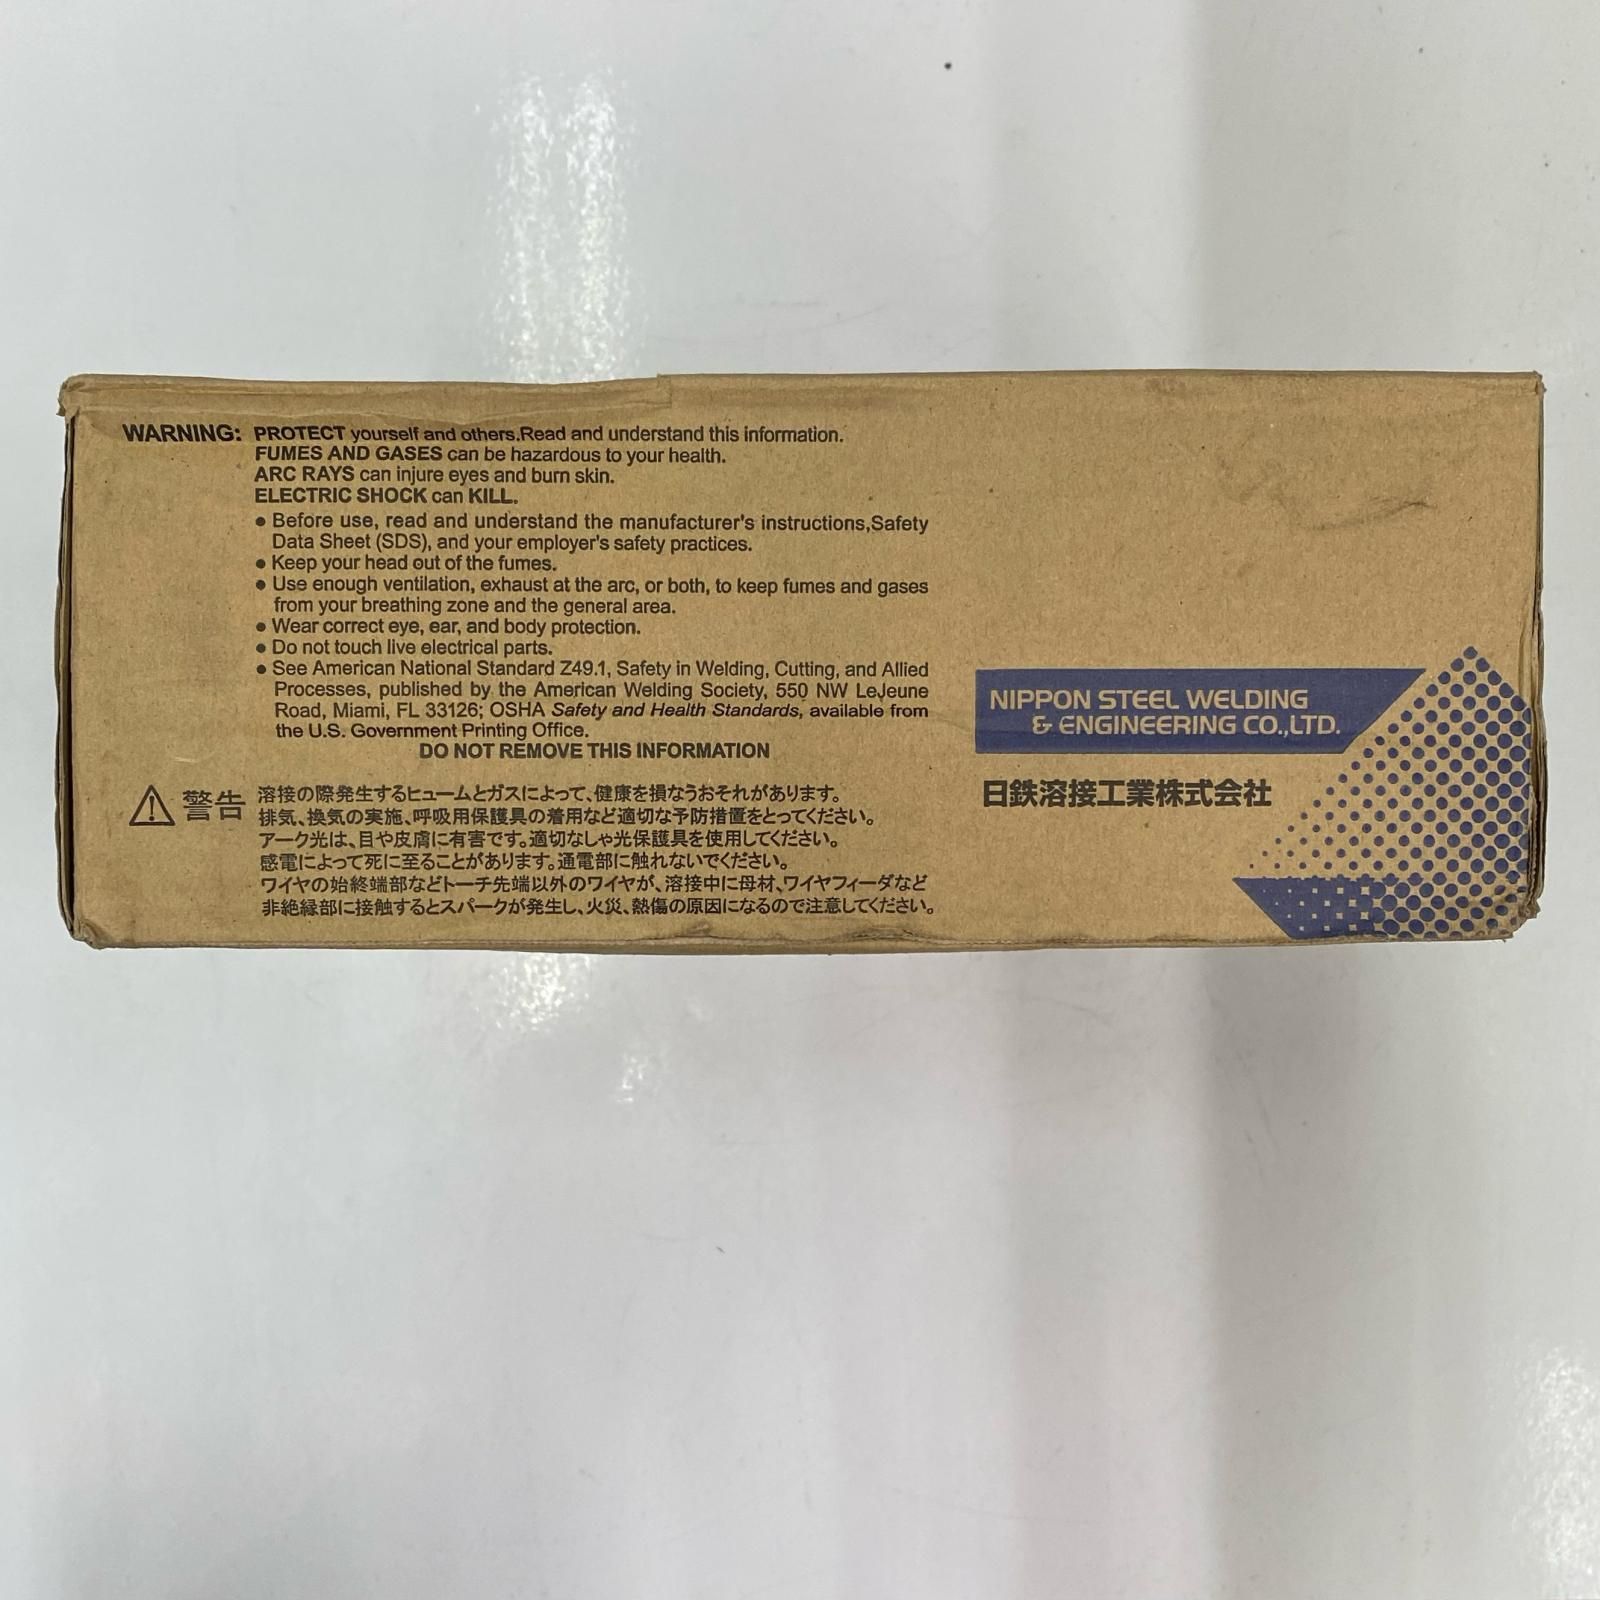 WARNING: PROTECT yourself and others.Read and understand this information.
FUMES AND GASES can be hazardous to your health.
ARC RAYS can injure eyes and burn skin.
ELECTRIC SHOCK can KILL.
● Before use, read and understand the manufacturer's instructions,Safety
Data Sheet (SDS), and your employer's safety practices.
● Keep your head out of the fumes.
● Use enough ventilation, exhaust at the arc, or both, to keep fumes and gases
from your breathing zone and the general area.
● Wear correct eye, ear, and body protection.
● Do not touch live electrical parts.
● See American National Standard Z49.1, Safety in Welding, Cutting, and Allied
Processes, published by the American Welding Society, 550 NW LeJeune
Road, Miami, FL 33126; OSHA Safety and Health Standards, available from
the U.S. Government Printing Office.
DO NOT REMOVE THIS INFORMATION
⚠ 警告 溶接の際発生するヒュームとガスによって、健康を損なうおそれがあります。
排気、換気の実施、呼吸用保護具の着用など適切な予防措置をとってください。
アーク光は、目や皮膚に有害です。適切なしゃ光保護具を使用してください。
感電によって死に至ることがあります。通電部に触れないでください。
ワイヤの始終端部などトーチ先端以外のワイヤが、溶接中に母材、ワイヤフィーダなど
非絶縁部に接触するとスパークが発生し、火災、熱傷の原因になるので注意してください。
NIPPON STEEL WELDING
& ENGINEERING CO.,LTD.
日鉄溶接工業株式会社